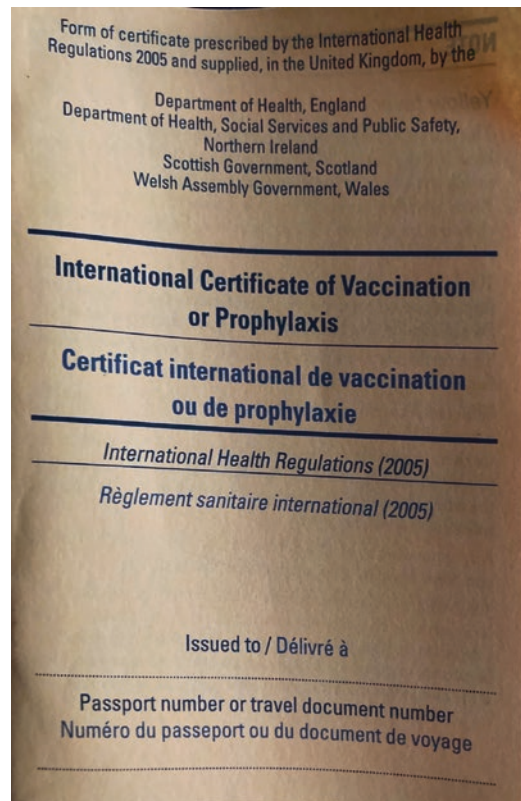 Form of certificate prescribed by the International Health
Regulations 2005 and supplied, in the United Kingdom, by the
Department of Health, England
Department of Health, Social Services and Public Safety,
Northern Ireland
Scottish Government, Scotland
Welsh Assembly Government, Wales
International Certificate of Vaccination
or Prophylaxis
Certificat international de vaccination
ou de prophylaxie
International Health Regulations (2005)
Règlement sanitaire international (2005)
Issued to / Délivré à
Passport number or travel document number
Numéro du passeport ou du document de voyage